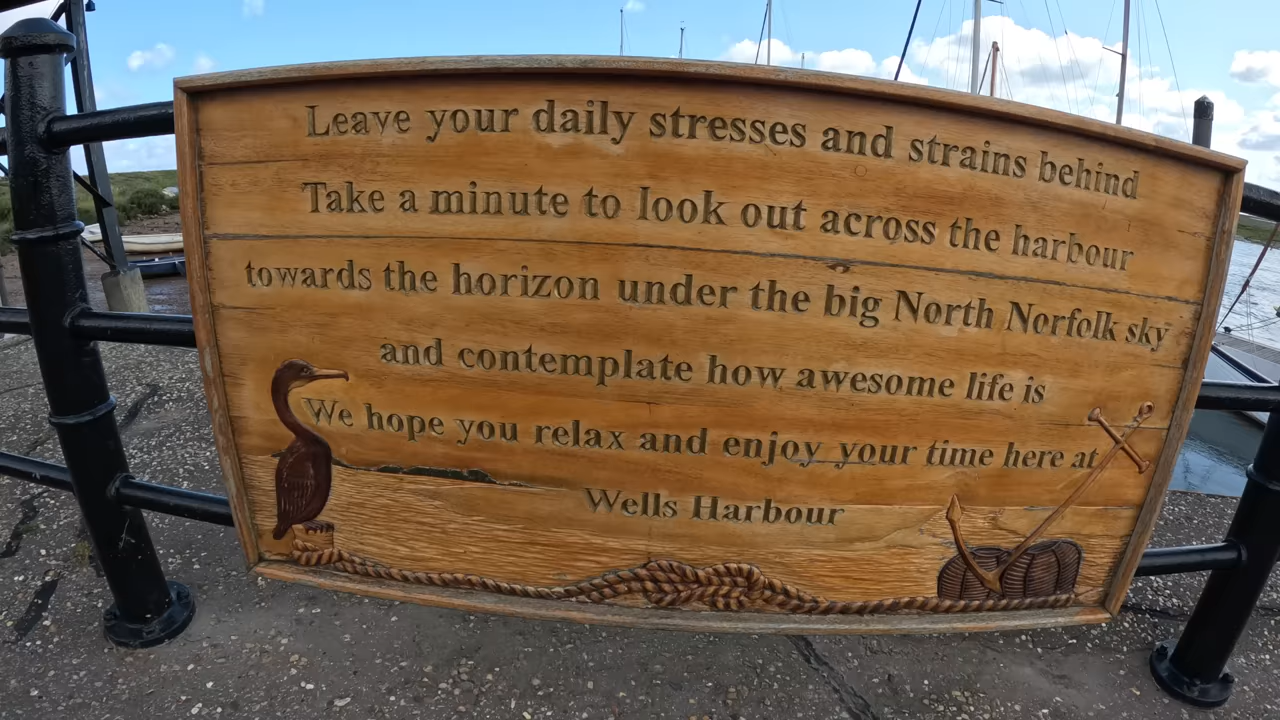 Leave your daily stresses and strains behind
Take a minute to look out across the harbour
towards the horizon under the big North Norfolk sky
and contemplate how awesome life is
We hope you relax and enjoy your time here at
Wells Harbour